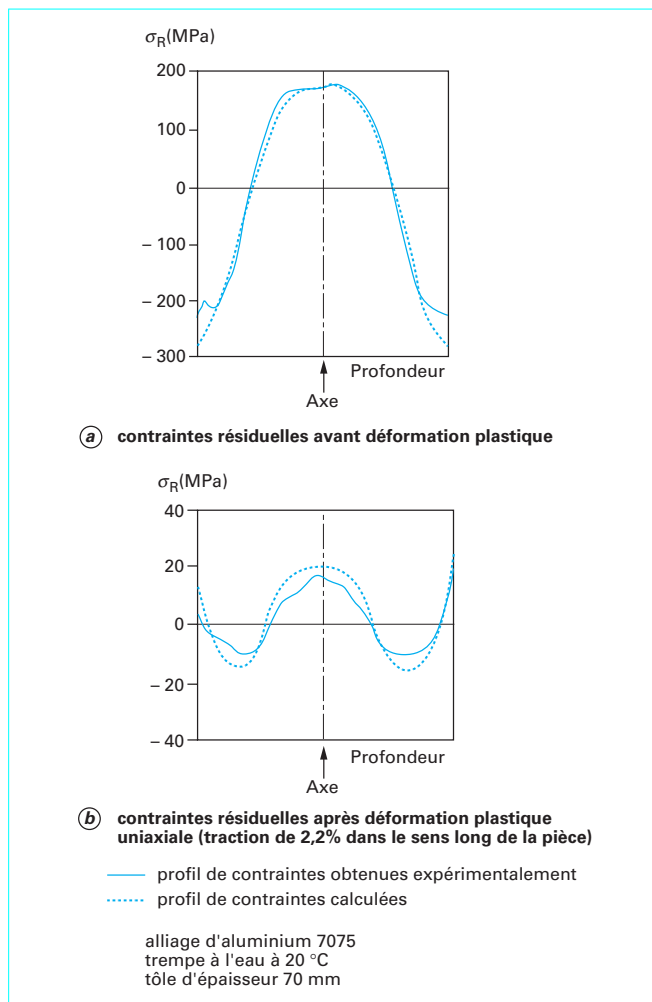 σR(MPa)
200
100
0
– 100
– 200
– 300
Profondeur
Axe
a contraintes résiduelles avant déformation plastique
σR(MPa)
40
20
0
– 20
– 40
Profondeur
Axe
b contraintes résiduelles après déformation plastique
uniaxiale (traction de 2,2% dans le sens long de la pièce)
profil de contraintes obtenues expérimentalement
profil de contraintes calculées
alliage d'aluminium 7075
trempe à l'eau à 20 °C
tôle d'épaisseur 70 mm